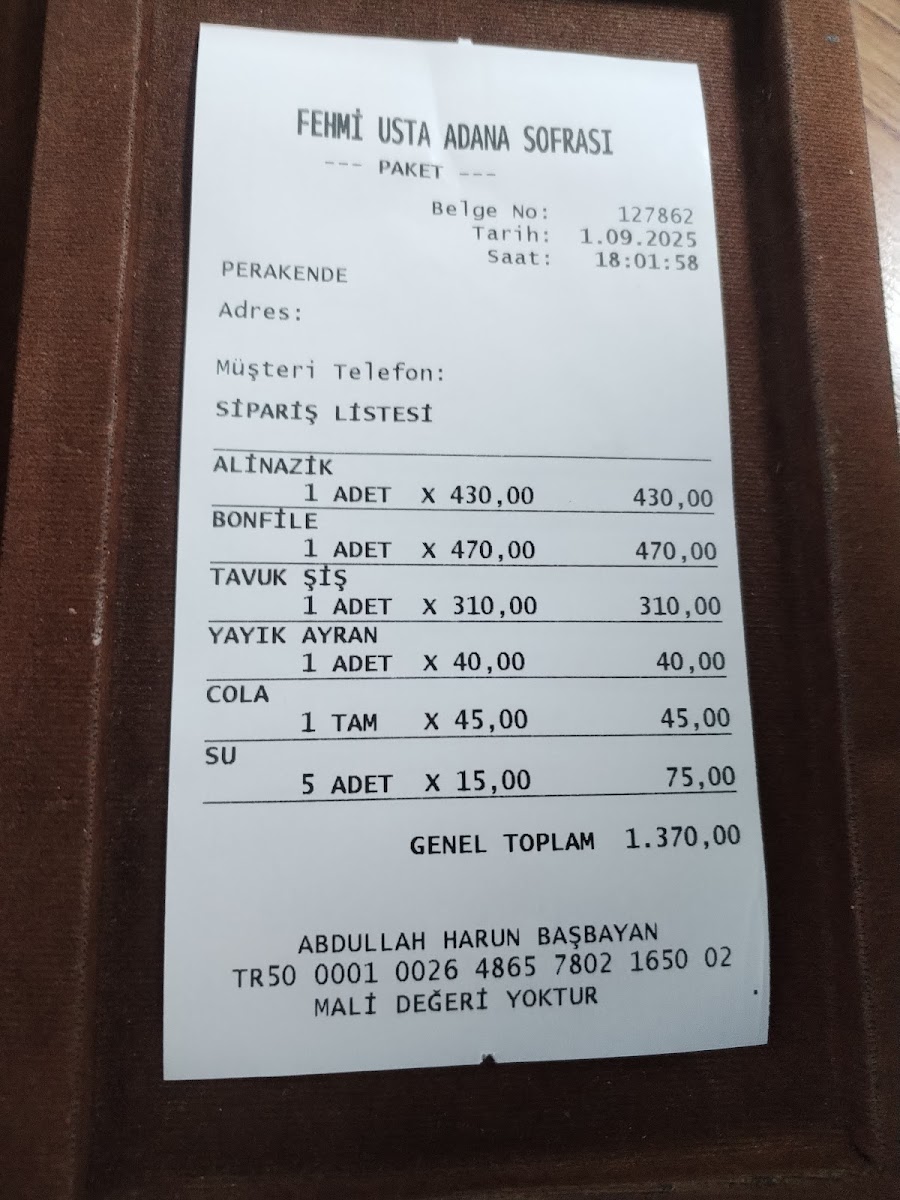 FEHMİ USTA ADANA SOFRASI
--- PAKET ---
Belge No: 127862
Tarih: 1.09.2025
Saat: 18:01:58
PERAKENDE
Adres:
Müşteri Telefon:
SİPARİŞ LİSTESİ
ALİNAZİK
1 ADET X 430,00 430,00
BONFİLE
1 ADET X 470,00 470,00
TAVUK ŞİŞ
1 ADET X 310,00 310,00
YAYIK AYRAN
1 ADET X 40,00 40,00
COLA
1 TAM X 45,00 45,00
SU
5 ADET X 15,00 75,00
GENEL TOPLAM 1.370,00
ABDULLAH HARUN BAŞBAYAN
TR50 0001 0026 4865 7802 1650 02
MALİ DEĞERİ YOKTUR